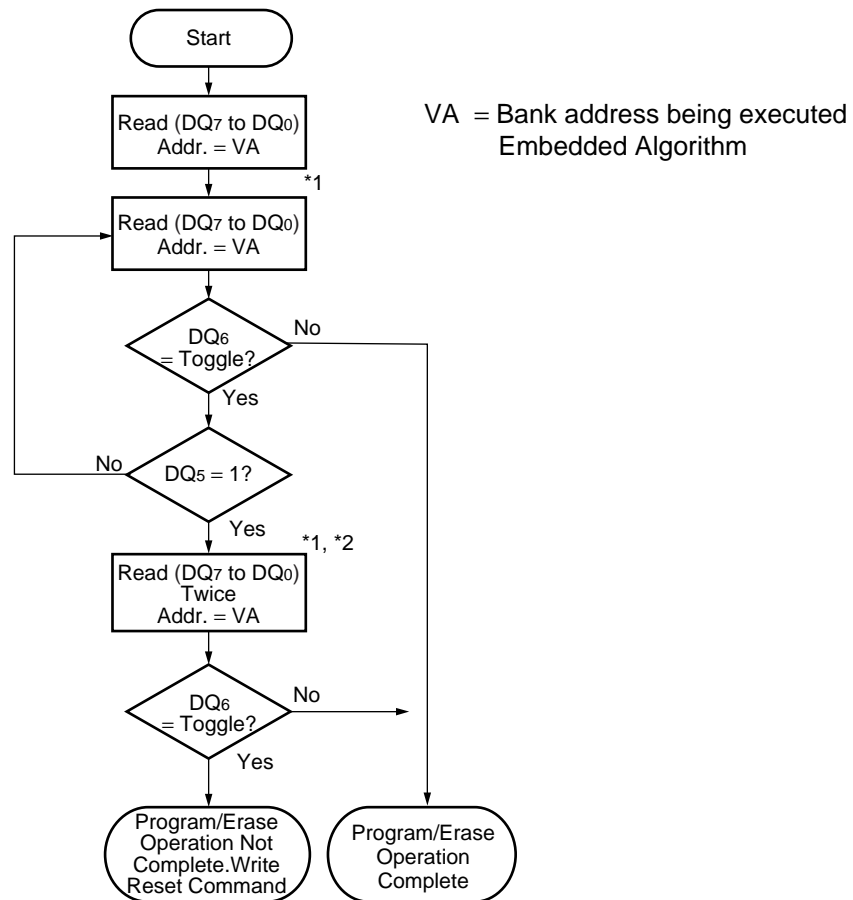 Start
Read (DQ7 to DQ0)
Addr. = VA
VA = Bank address being executed
Embedded Algorithm
*1
Read (DQ7 to DQ0)
Addr. = VA
DQ6
= Toggle?
No
Yes
DQ5 = 1?
No
Yes
*1, *2
Read (DQ7 to DQ0)
Twice
Addr. = VA
DQ6
= Toggle?
No
Yes
Program/Erase
Operation Not
Complete.Write
Reset Command
Program/Erase
Operation
Complete